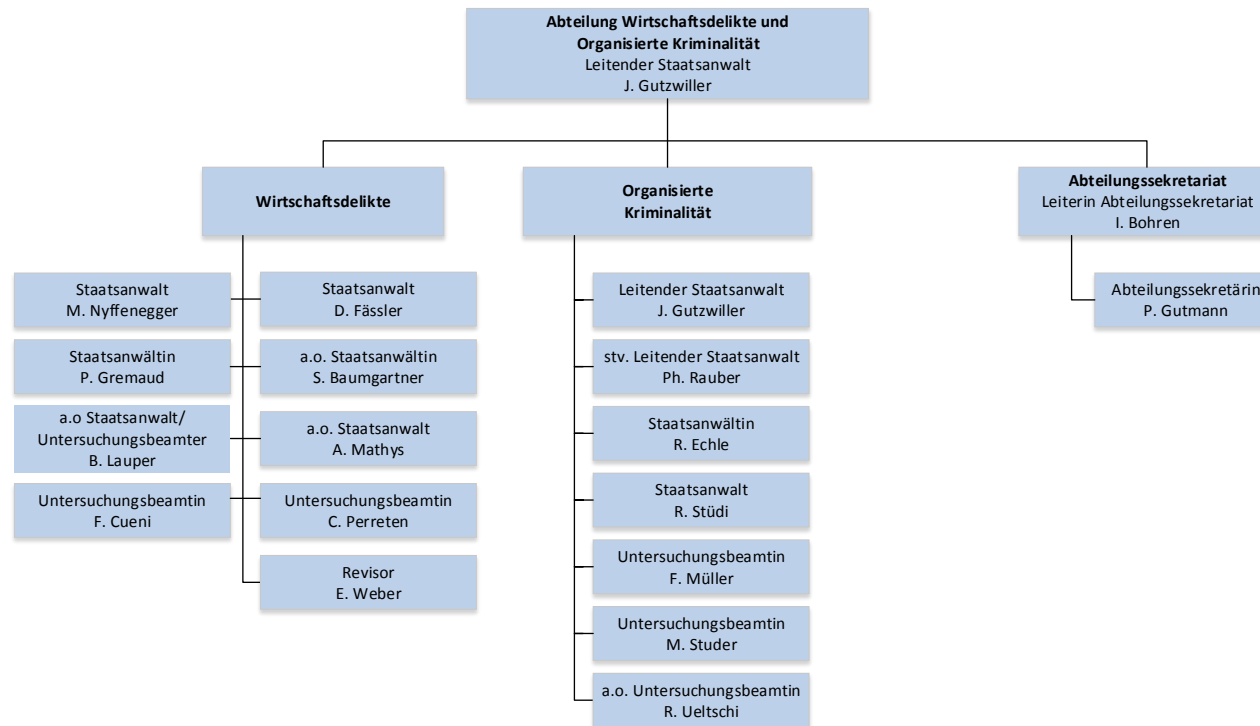 Abteilung Wirtschaftsdelikte und
Organisierte Kriminalität
Leitender Staatsanwalt
J. Gutzwiller
Wirtschaftsdelikte
Organisierte
Kriminalität
Abteilungssekretariat
Leiterin Abteilungssekretariat
I. Bohren
Staatsanwalt
M. Nyffenegger
Staatsanwalt
D. Fässler
Staatsanwältin
P. Gremaud
a.o. Staatsanwältin
S. Baumgartner
a.o Staatsanwalt/
Untersuchungsbeamter
B. Lauper
a.o. Staatsanwalt
A. Mathys
Untersuchungsbeamtin
F. Cueni
Untersuchungsbeamtin
C. Perreten
Revisor
E. Weber
Leitender Staatsanwalt
J. Gutzwiller
stv. Leitender Staatsanwalt
Ph. Rauber
Staatsanwältin
R. Echle
Staatsanwalt
R. Stüdi
Untersuchungsbeamtin
F. Müller
Untersuchungsbeamtin
M. Studer
a.o. Untersuchungsbeamtin
R. Ueltschi
Abteilungssekretärin
P. Gutmann